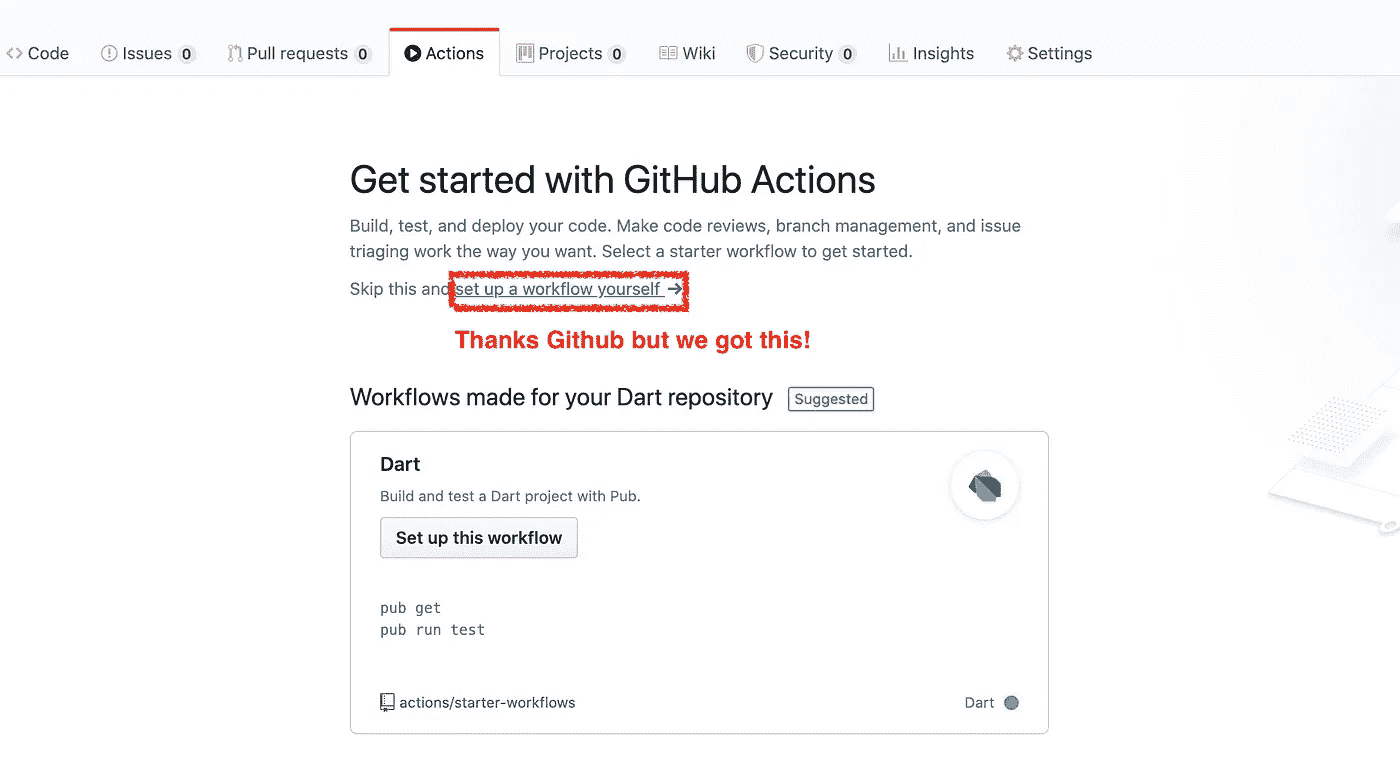 Code Issues 0 Pull requests 0 Actions Projects 0 Wiki Security 0 Insights Settings
Get started with GitHub Actions
Build, test, and deploy your code. Make code reviews, branch management, and issue
triaging work the way you want. Select a starter workflow to get started.
Skip this and set up a workflow yourself →
Thanks Github but we got this!
Workflows made for your Dart repository Suggested
Dart
Build and test a Dart project with Pub.
Set up this workflow
pub get
pub run test
actions/starter-workflows Dart